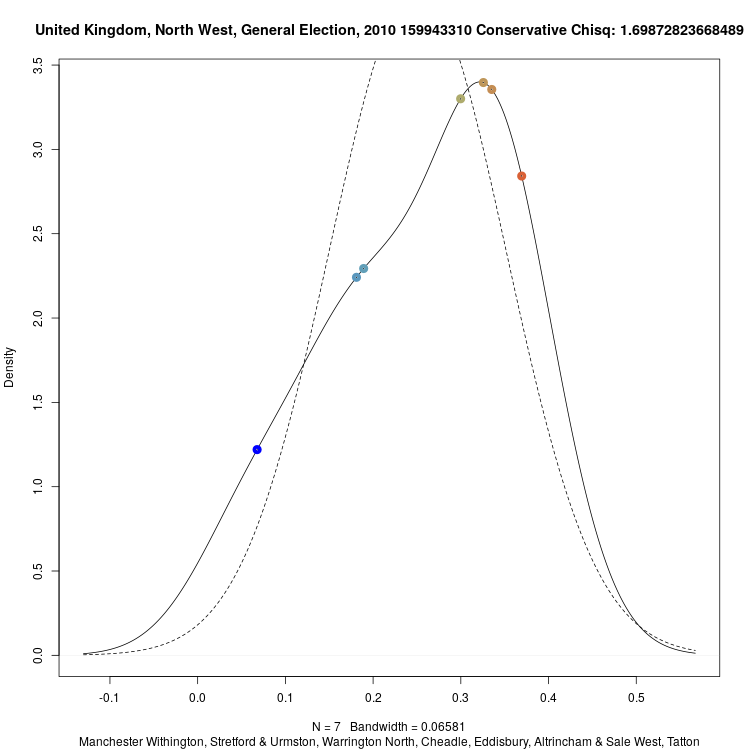 United Kingdom, North West, General Election, 2010 159943310 Conservative Chisq: 1.69872823668489
3.5
3.0
2.5
2.0
1.5
1.0
0.5
0.0
Density
-0.1 0.0 0.1 0.2 0.3 0.4 0.5
N = 7 Bandwidth = 0.06581
Manchester Withington, Stretford & Urmston, Warrington North, Cheadle, Eddisbury, Altrincham & Sale West, Tatton